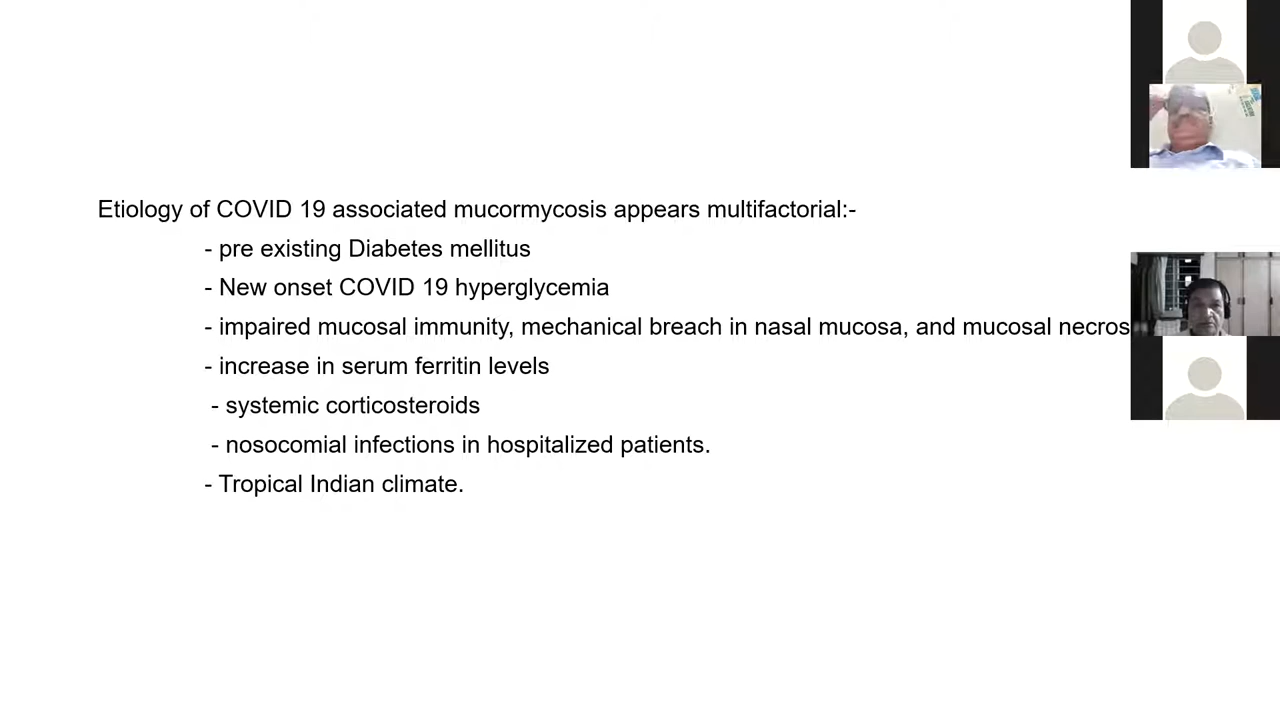 Etiology of COVID 19 associated mucormycosis appears multifactorial:-
- pre existing Diabetes mellitus
- New onset COVID 19 hyperglycemia
- impaired mucosal immunity, mechanical breach in nasal mucosa, and mucosal necros
- increase in serum ferritin levels
- systemic corticosteroids
- nosocomial infections in hospitalized patients.
- Tropical Indian climate.